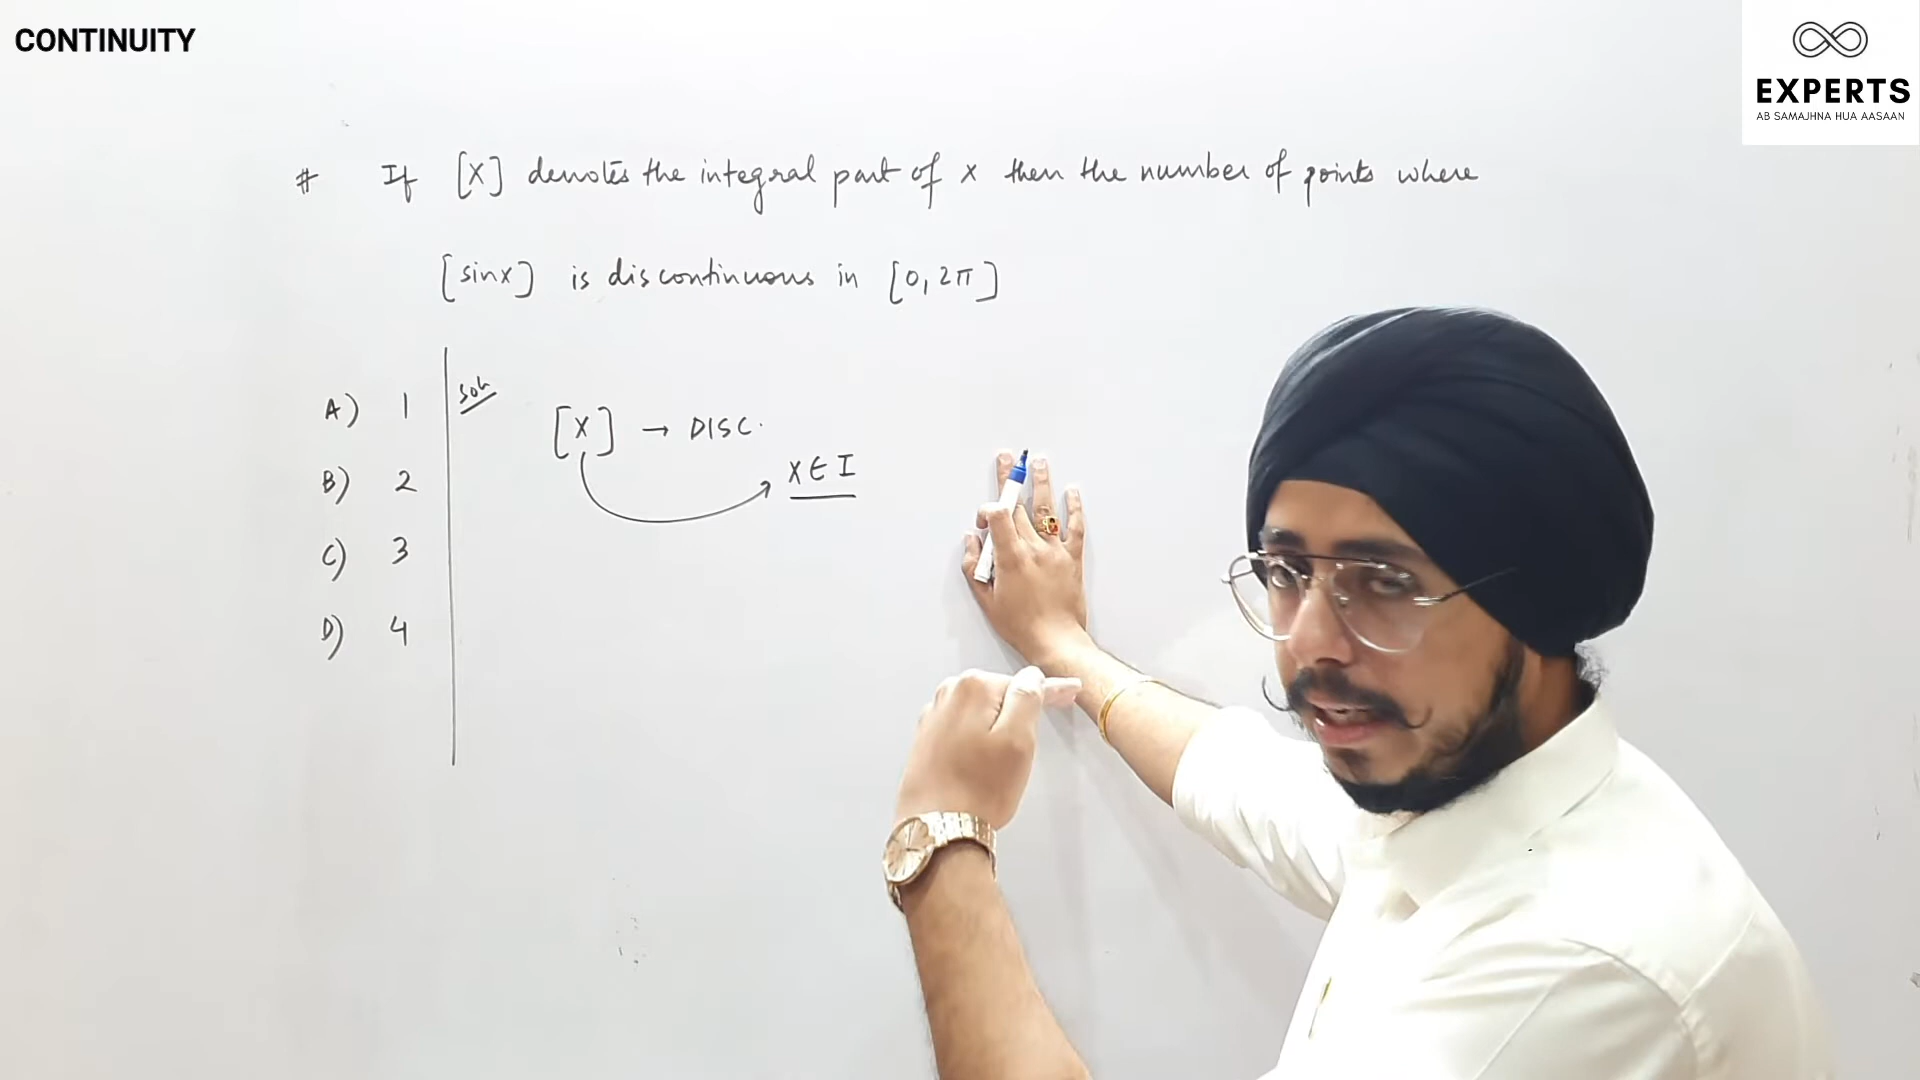 CONTINUITY
EXPERTS
AB SAMAJHNA HUA AASAAN
# If [x] denotes the integral part of x then the number of points where
[sinx] is discontinuous in [0, 2π]
A) 1
B) 2
C) 3
D) 4
Soln
[x] → DISC.
x ∈ I